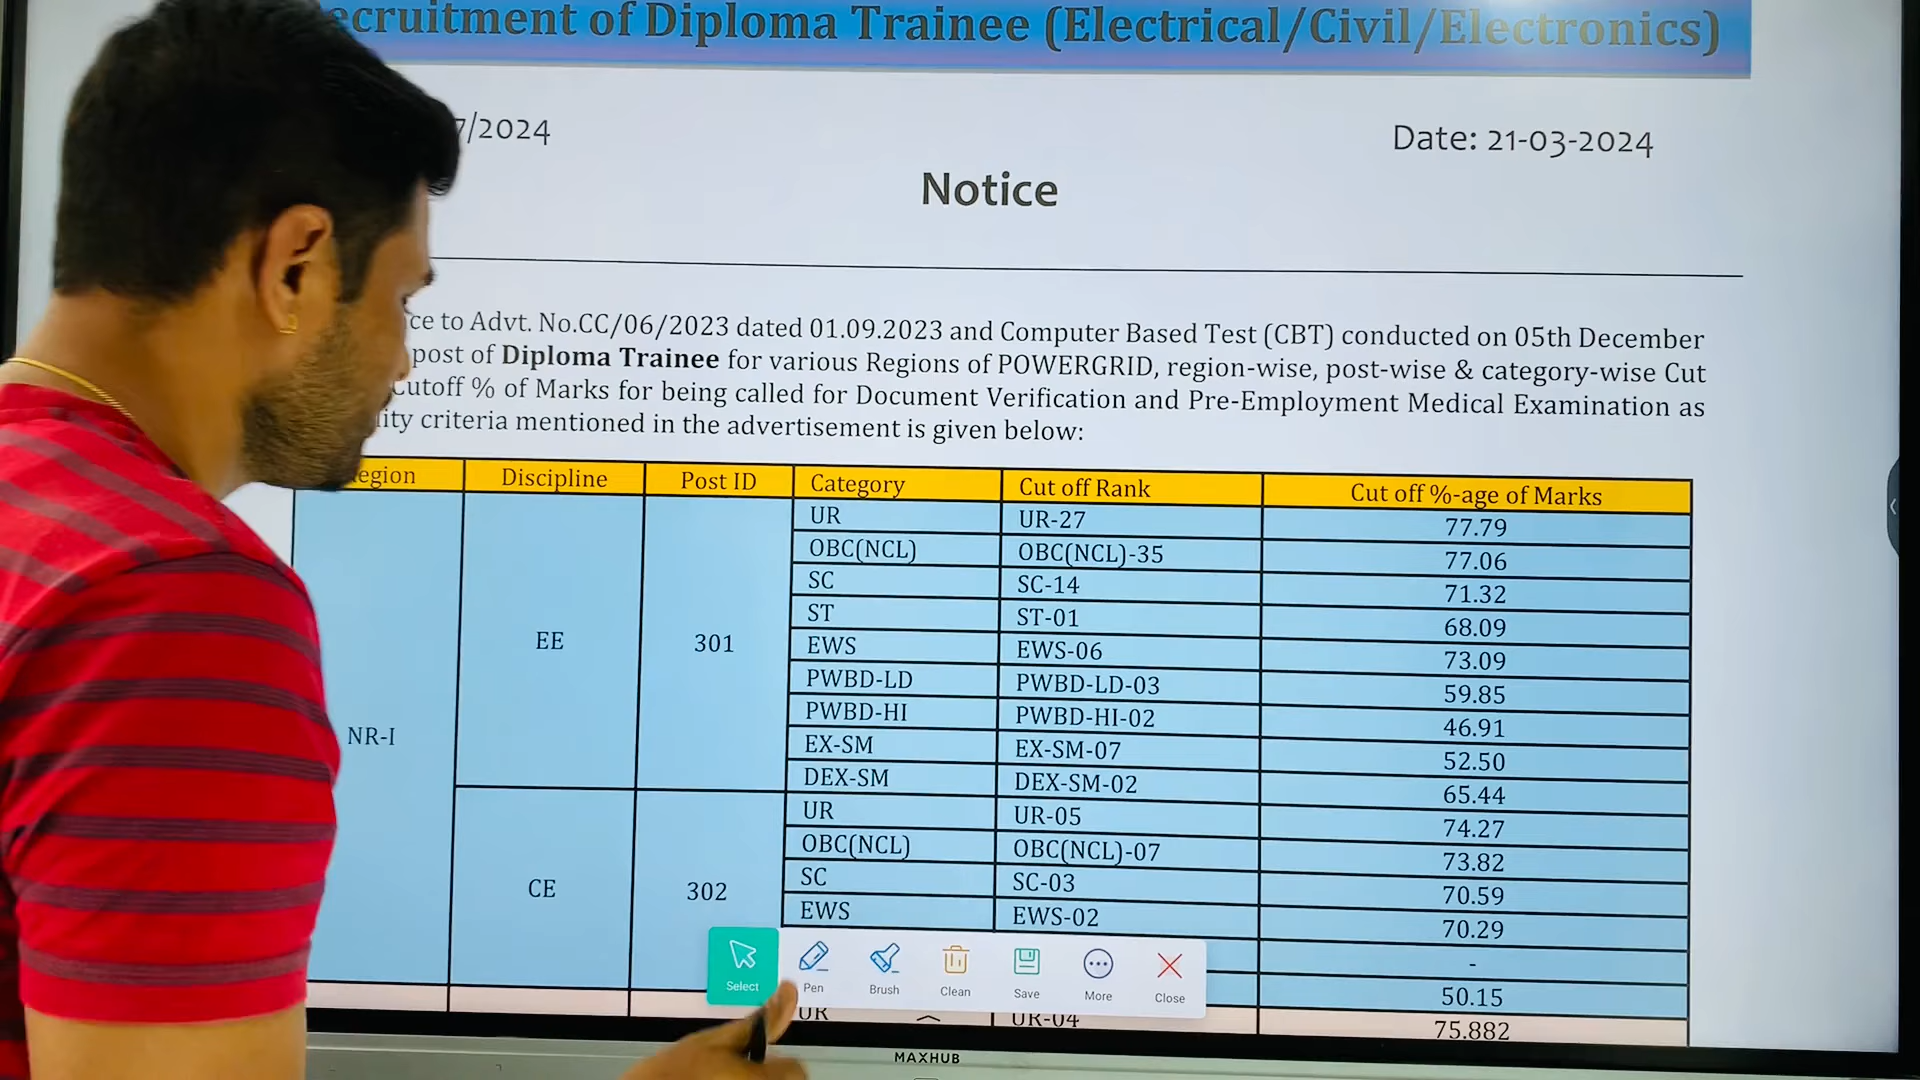 ecruitment of Diploma Trainee (Electrical/Civil/Electronics)
7/2024
Date: 21-03-2024
Notice
ce to Advt. No.CC/06/2023 dated 01.09.2023 and Computer Based Test (CBT) conducted on 05th December
post of Diploma Trainee for various Regions of POWERGRID, region-wise, post-wise & category-wise Cut
Cutoff % of Marks for being called for Document Verification and Pre-Employment Medical Examination as
lity criteria mentioned in the advertisement is given below:
egion Discipline Post ID Category Cut off Rank Cut off %-age of Marks
NR-I
EE 301
UR UR-27 77.79
OBC(NCL) OBC(NCL)-35 77.06
SC SC-14 71.32
ST ST-01 68.09
EWS EWS-06 73.09
PWBD-LD PWBD-LD-03 59.85
PWBD-HI PWBD-HI-02 46.91
EX-SM EX-SM-07 52.50
DEX-SM DEX-SM-02 65.44
CE 302
UR UR-05 74.27
OBC(NCL) OBC(NCL)-07 73.82
SC SC-03 70.59
EWS EWS-02 70.29
-
50.15
UR UR-04 75.882
Select Pen Brush Clean Save More Close
MAXHUB